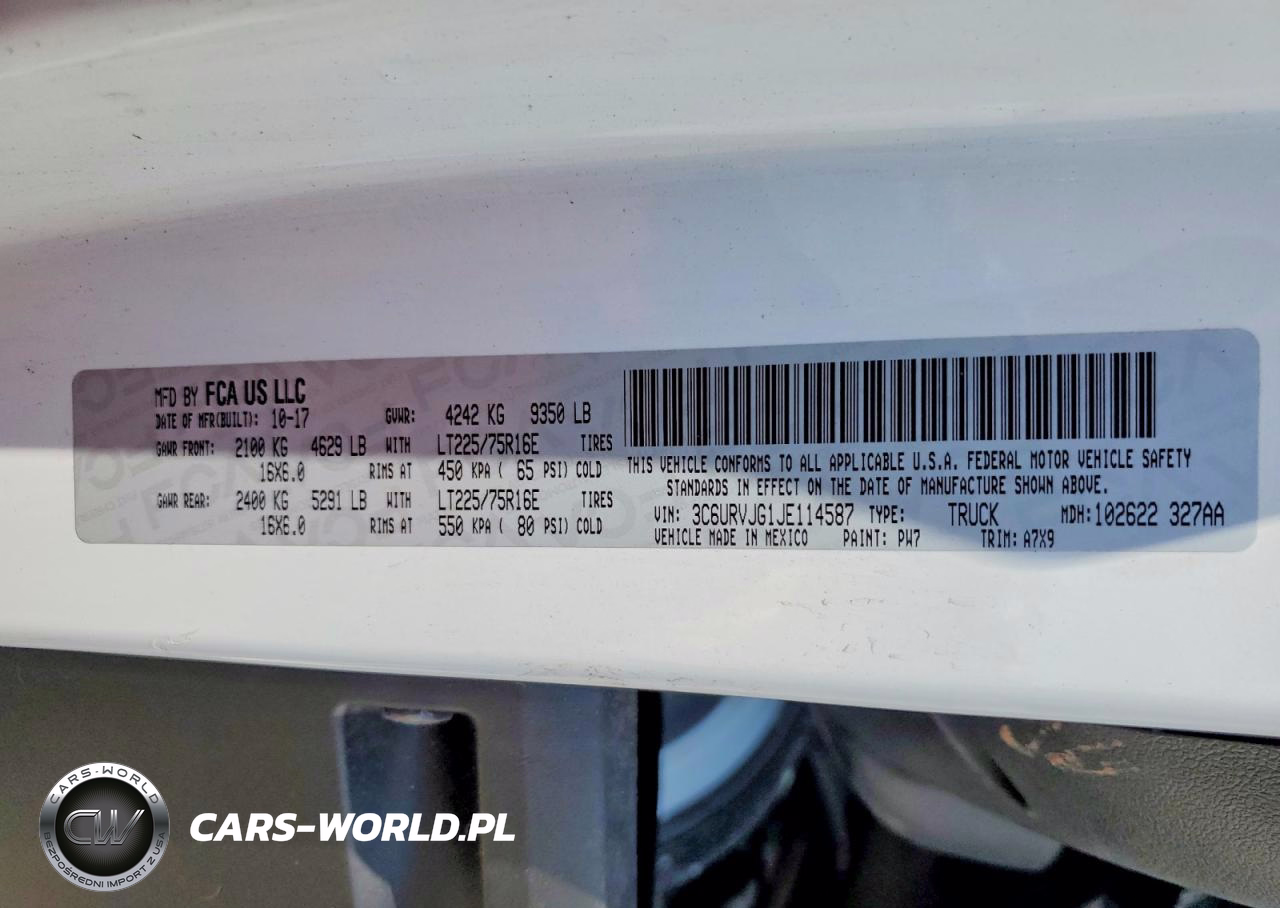 MFD BY FCA US LLC
DATE OF MFR(BUILT): 10-17 GVWR: 4242 KG 9350 LB
GAWR FRONT: 2100 KG 4629 LB WITH LT225/75R16E TIRES
16X6.0 RIMS AT 450 KPA ( 65 PSI) COLD
GAWR REAR: 2400 KG 5291 LB WITH LT225/75R16E TIRES
16X6.0 RIMS AT 550 KPA ( 80 PSI) COLD
THIS VEHICLE CONFORMS TO ALL APPLICABLE U.S.A. FEDERAL MOTOR VEHICLE SAFETY
STANDARDS IN EFFECT ON THE DATE OF MANUFACTURE SHOWN ABOVE.
VIN: 3C6URVJG1JE114587 TYPE: TRUCK MDH: 102622 327AA
VEHICLE MADE IN MEXICO PAINT: PW7 TRIM: A7X9
CARS-WORLD
CW
BEZPOŚREDNI IMPORT Z USA
CARS-WORLD.PL